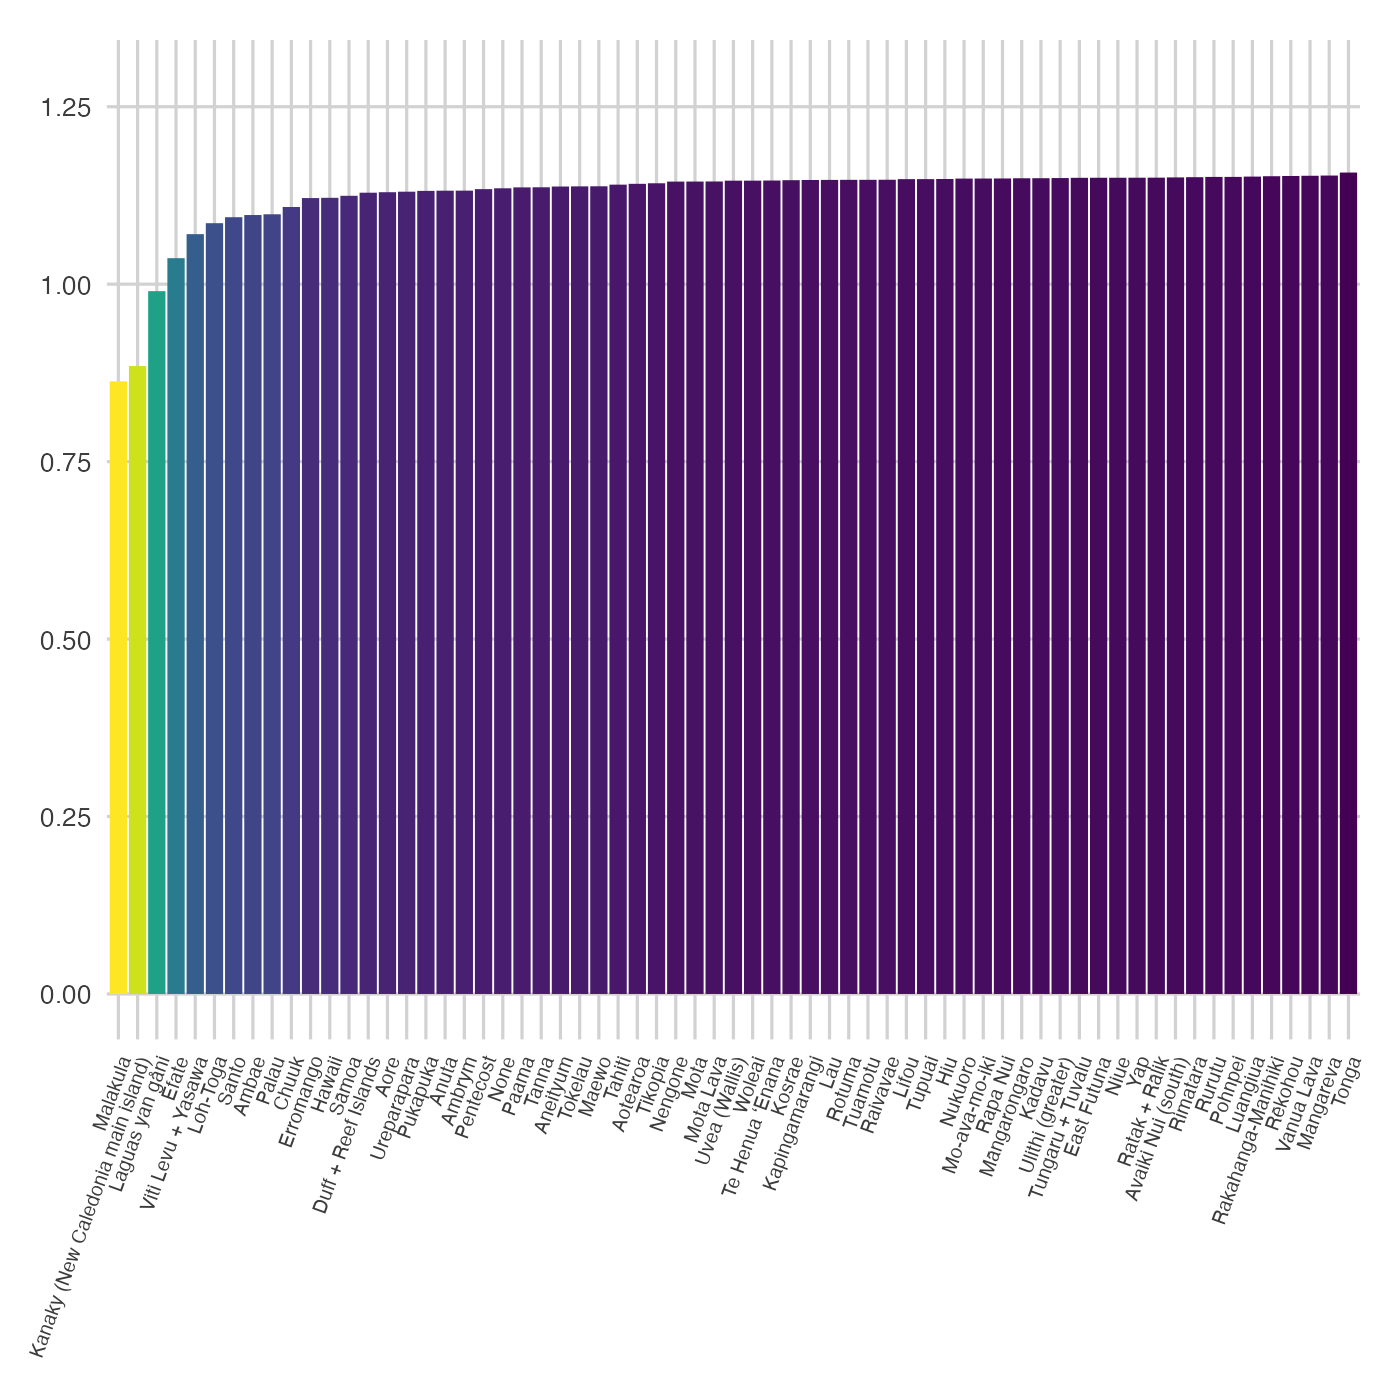 1.25
1.00
0.75
0.50
0.25
0.00
Malakula
Kanaky (New Caledonia main island)
Laguas yan gåni
Efate
Viti Levu + Yasawa
Loh-Toga
Santo
Ambae
Palau
Chuuk
Erromango
Hawaii
Samoa
Duff + Reef Islands
Aore
Ureparapara
Pukapuka
Anuta
Ambrym
Pentecost
None
Paama
Tanna
Aneityum
Tokelau
Maewo
Tahiti
Aotearoa
Tikopia
Nengone
Mota
Mota Lava
Uvea (Wallis)
Woleai
Te Henua ‘Enana
Kosrae
Kapingamarangi
Lau
Rotuma
Tuamotu
Raivavae
Lifou
Tupuai
Hiu
Nukuoro
Mo-ava-mo-iki
Rapa Nui
Mangarongaro
Kadavu
Ulithi (greater)
Tungaru + Tuvalu
East Futuna
Niue
Yap
Ratak + Ralik
Avaiki Nui (south)
Rimatara
Rurutu
Pohnpei
Luangiua
Rakahanga-Manihiki
Rekohou
Vanua Lava
Mangareva
Tonga